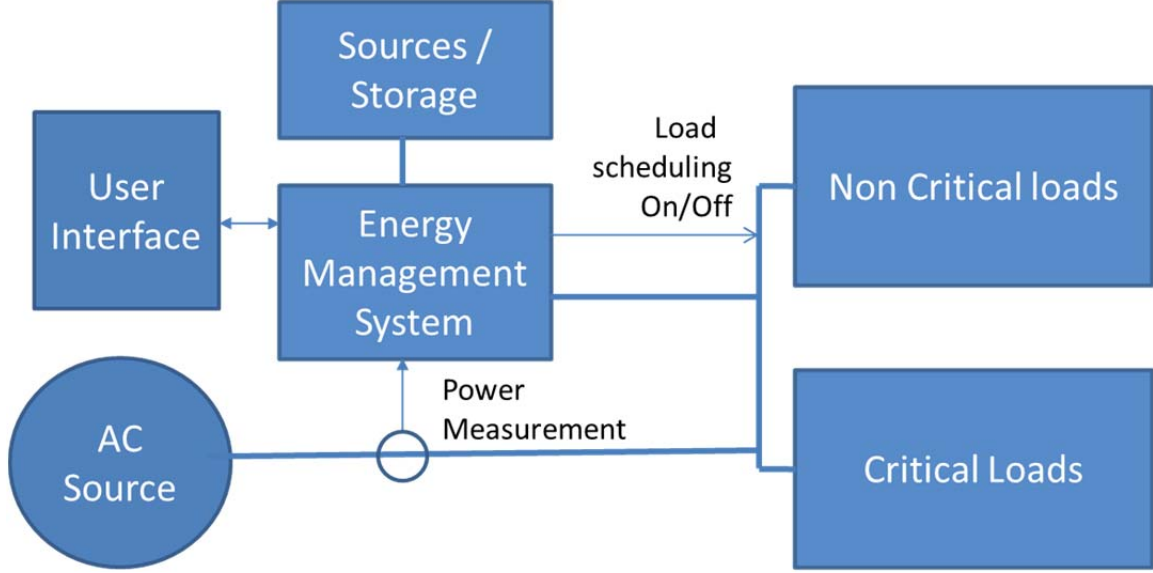 Sources /
Storage
User
Interface
Energy
Management
System
Load
scheduling
On/Off
Non Critical loads
Power
Measurement
AC
Source
Critical Loads